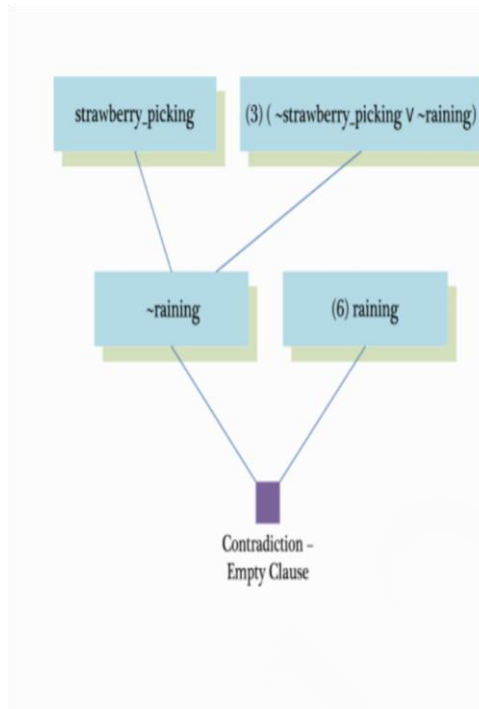 strawberry_picking
(3) ( ~strawberry_picking ∨ ~raining)
~raining
(6) raining
Contradiction –
Empty Clause